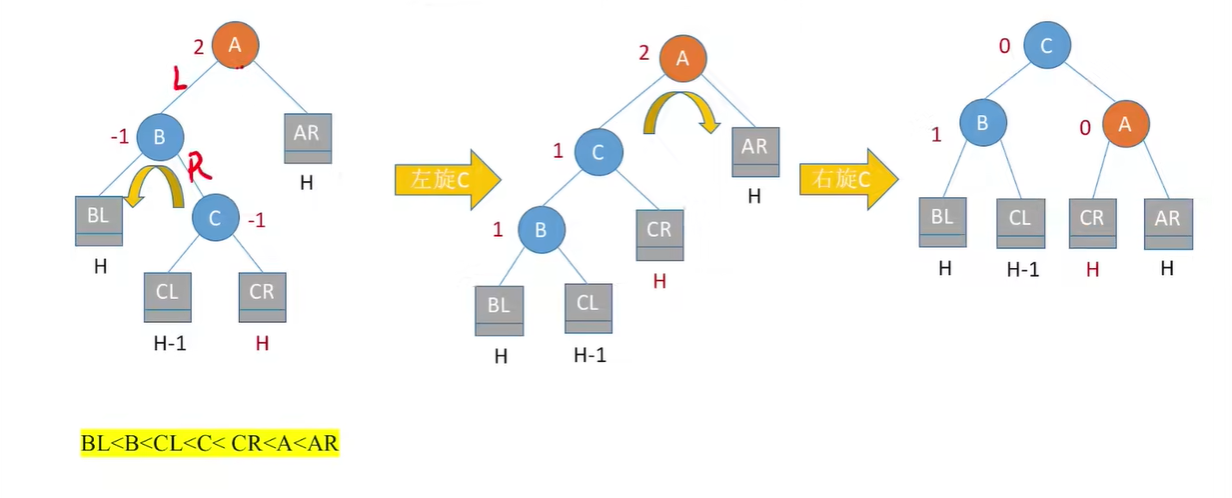 2 A
L
-1 B
AR
H
R
BL
H
C -1
CL
CR
H-1
H
左旋C
2 A
1 C
AR
H
1 B
CR
H
BL
CL
H
H-1
右旋C
0 C
1 B
0 A
BL
CL
CR
AR
H
H-1
H
H
BL<B<CL<C< CR<A<AR